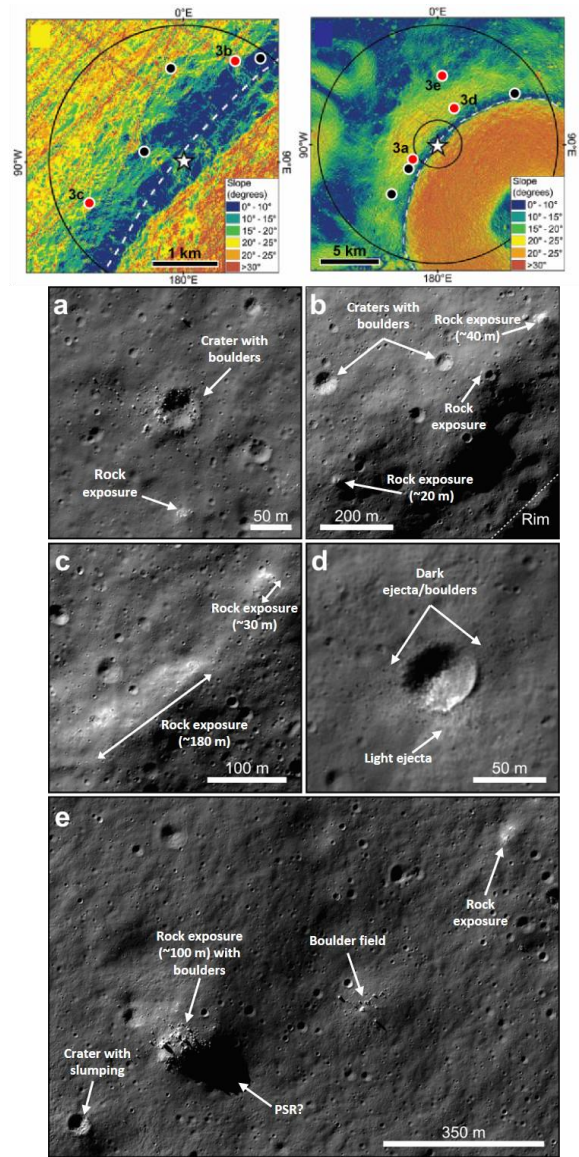 0°E
3b
90°W
90°E
3c
Slope
(degrees)
0° - 10°
10° - 15°
15° - 20°
20° - 25°
20° - 25°
>30°
1 km
180°E
0°E
3e
3d
3a
90°W
90°E
Slope
(degrees)
0° - 10°
10° - 15°
15° - 20°
20° - 25°
20° - 25°
>30°
5 km
180°E
a
Crater with
boulders
Rock
exposure
50 m
b
Craters with
boulders
Rock exposure
(~40 m)
Rock
exposure
Rock exposure
(~20 m)
200 m
Rim
c
Rock exposure
(~30 m)
Rock exposure
(~180 m)
100 m
d
Dark
ejecta/boulders
Light ejecta
50 m
e
Rock
exposure
Rock exposure
(~100 m) with
boulders
Boulder field
Crater with
slumping
PSR?
350 m